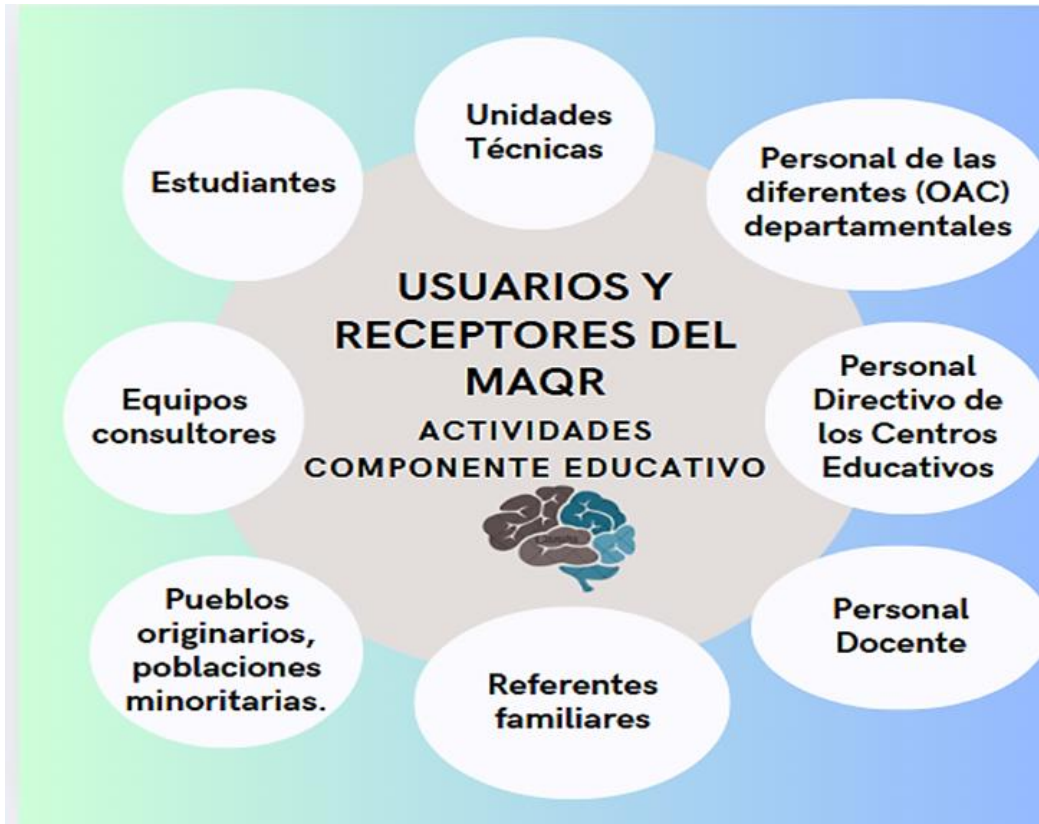 USUARIOS Y
RECEPTORES DEL
MAQR
ACTIVIDADES
COMPONENTE EDUCATIVO
Unidades
Técnicas
Personal de las
diferentes (OAC)
departamentales
Personal
Directivo de
los Centros
Educativos
Personal
Docente
Referentes
familiares
Pueblos
originarios,
poblaciones
minoritarias.
Equipos
consultores
Estudiantes